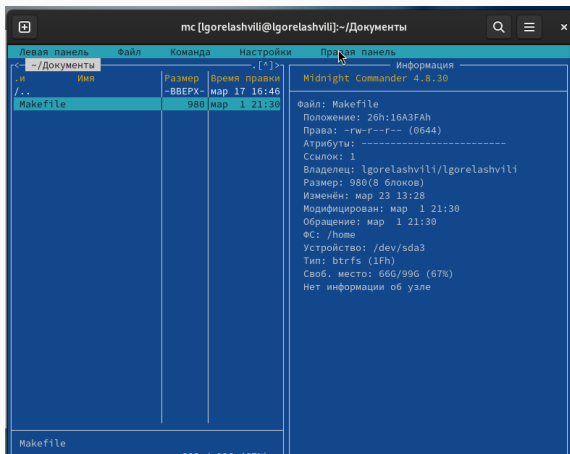 mc [lgorelashvili@lgorelashvili]:~/Документы
Левая панель Файл Команда Настройки Правая панель
<— ~/Документы .[^]>
.и Имя Размер Время правки
/.. -ВВЕРХ- мар 17 16:46
Makefile 980 мар 1 21:30
Makefile
Информация
Midnight Commander 4.8.30
Файл: Makefile
Положение: 26h:16A3FAh
Права: -rw-r--r-- (0644)
Атрибуты: ------------------------
Ссылок: 1
Владелец: lgorelashvili/lgorelashvili
Размер: 980(8 блоков)
Изменён: мар 23 13:28
Модифицирован: мар 1 21:30
Обращение: мар 1 21:30
ФС: /home
Устройство: /dev/sda3
Тип: btrfs (1Fh)
Своб. место: 66G/99G (67%)
Нет информации об узле